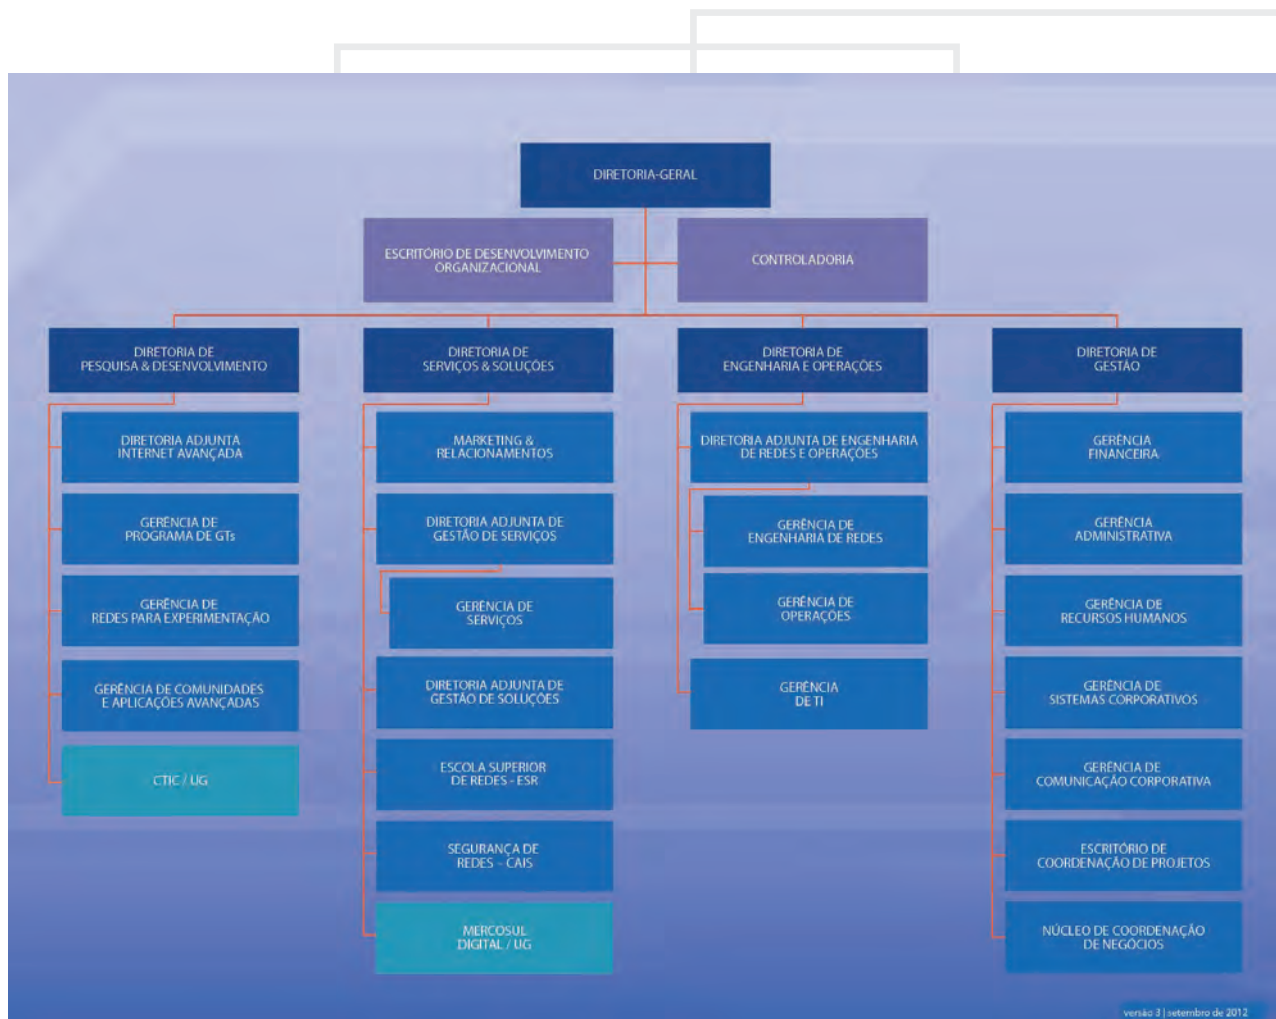 DIRETORIA-GERAL
ESCRITÓRIO DE DESENVOLVIMENTO
ORGANIZACIONAL
CONTROLADORIA
DIRETORIA DE
PESQUISA & DESENVOLVIMENTO
DIRETORIA ADJUNTA
INTERNET AVANÇADA
GERÊNCIA DE
PROGRAMA DE GTs
GERÊNCIA DE
REDES PARA EXPERIMENTAÇÃO
GERÊNCIA DE COMUNIDADES
E APLICAÇÕES AVANÇADAS
CTIC / UG
DIRETORIA DE
SERVIÇOS & SOLUÇÕES
MARKETING &
RELACIONAMENTOS
DIRETORIA ADJUNTA DE
GESTÃO DE SERVIÇOS
GERÊNCIA DE
SERVIÇOS
DIRETORIA ADJUNTA DE
GESTÃO DE SOLUÇÕES
ESCOLA SUPERIOR
DE REDES - ESR
SEGURANÇA DE
REDES - CAIS
MERCOSUL
DIGITAL / UG
DIRETORIA DE
ENGENHARIA E OPERAÇÕES
DIRETORIA ADJUNTA DE ENGENHARIA
DE REDES E OPERAÇÕES
GERÊNCIA DE
ENGENHARIA DE REDES
GERÊNCIA DE
OPERAÇÕES
GERÊNCIA
DE TI
DIRETORIA DE
GESTÃO
GERÊNCIA
FINANCEIRA
GERÊNCIA
ADMINISTRATIVA
GERÊNCIA DE
RECURSOS HUMANOS
GERÊNCIA DE
SISTEMAS CORPORATIVOS
GERÊNCIA DE
COMUNICAÇÃO CORPORATIVA
ESCRITÓRIO DE
COORDENAÇÃO DE PROJETOS
NÚCLEO DE COORDENAÇÃO
DE NEGÓCIOS
versão 3 | setembro de 2012